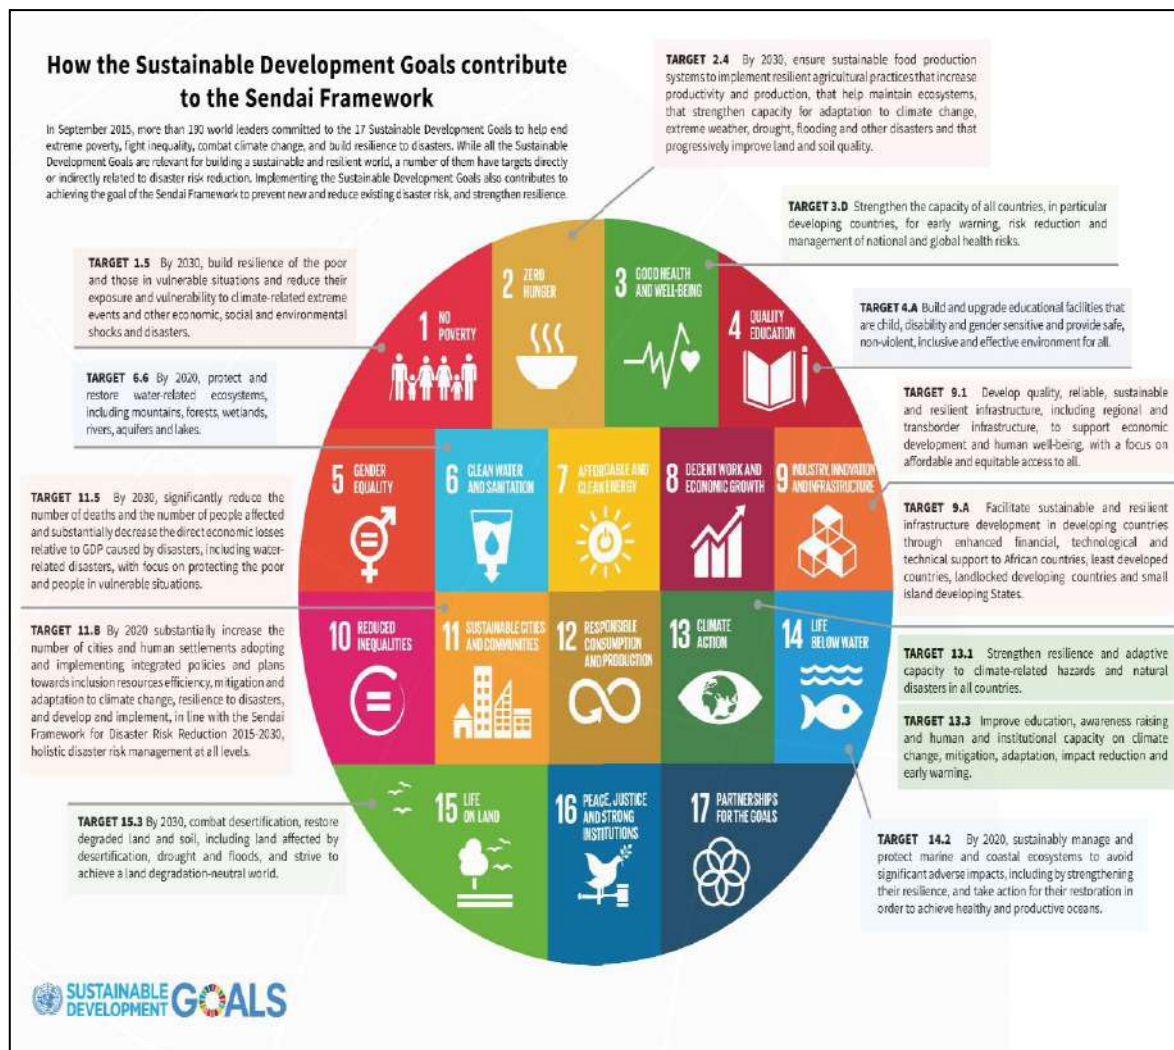 How the Sustainable Development Goals contribute
to the Sendai Framework
In September 2015, more than 190 world leaders committed to the 17 Sustainable Development Goals to help end
extreme poverty, fight inequality, combat climate change, and build resilience to disasters. While all the Sustainable
Development Goals are relevant for building a sustainable and resilient world, a number of them have targets directly
or indirectly related to disaster risk reduction. Implementing the Sustainable Development Goals also contributes to
achieving the goal of the Sendai Framework to prevent new and reduce existing disaster risk, and strengthen resilience.
TARGET 2.4 By 2030, ensure sustainable food production
systems to implement resilient agricultural practices that increase
productivity and production, that help maintain ecosystems,
that strengthen capacity for adaptation to climate change,
extreme weather, drought, flooding and other disasters and that
progressively improve land and soil quality.
TARGET 3.D Strengthen the capacity of all countries, in particular
developing countries, for early warning, risk reduction and
management of national and global health risks.
TARGET 1.5 By 2030, build resilience of the poor
and those in vulnerable situations and reduce their
exposure and vulnerability to climate-related extreme
events and other economic, social and environmental
shocks and disasters.
TARGET 4.A Build and upgrade educational facilities that
are child, disability and gender sensitive and provide safe,
non-violent, inclusive and effective environment for all.
TARGET 6.6 By 2020, protect and
restore water-related ecosystems,
including mountains, forests, wetlands,
rivers, aquifers and lakes.
TARGET 9.1 Develop quality, reliable, sustainable
and resilient infrastructure, including regional and
transborder infrastructure, to support economic
development and human well-being, with a focus on
affordable and equitable access to all.
TARGET 11.5 By 2030, significantly reduce the
number of deaths and the number of people affected
and substantially decrease the direct economic losses
relative to GDP caused by disasters, including water-
related disasters, with focus on protecting the poor
and people in vulnerable situations.
TARGET 9.A Facilitate sustainable and resilient
infrastructure development in developing countries
through enhanced financial, technological and
technical support to African countries, least developed
countries, landlocked developing countries and small
island developing States.
TARGET 11.B By 2020 substantially increase the
number of cities and human settlements adopting
and implementing integrated policies and plans
towards inclusion resources efficiency, mitigation and
adaptation to climate change, resilience to disasters,
and develop and implement, in line with the Sendai
Framework for Disaster Risk Reduction 2015-2030,
holistic disaster risk management at all levels.
TARGET 13.1 Strengthen resilience and adaptive
capacity to climate-related hazards and natural
disasters in all countries.
TARGET 13.3 Improve education, awareness raising
and human and institutional capacity on climate
change, mitigation, adaptation, impact reduction and
early warning.
TARGET 15.3 By 2030, combat desertification, restore
degraded land and soil, including land affected by
desertification, drought and floods, and strive to
achieve a land degradation-neutral world.
TARGET 14.2 By 2020, sustainably manage and
protect marine and coastal ecosystems to avoid
significant adverse impacts, including by strengthening
their resilience, and take action for their restoration in
order to achieve healthy and productive oceans.
1 NO
POVERTY
2 ZERO
HUNGER
3 GOOD HEALTH
AND WELL-BEING
4 QUALITY
EDUCATION
5 GENDER
EQUALITY
6 CLEAN WATER
AND SANITATION
7 AFFORDABLE AND
CLEAN ENERGY
8 DECENT WORK AND
ECONOMIC GROWTH
9 INDUSTRY, INNOVATION
AND INFRASTRUCTURE
10 REDUCED
INEQUALITIES
11 SUSTAINABLE CITIES
AND COMMUNITIES
12 RESPONSIBLE
CONSUMPTION
AND PRODUCTION
13 CLIMATE
ACTION
14 LIFE
BELOW WATER
15 LIFE
ON LAND
16 PEACE, JUSTICE
AND STRONG
INSTITUTIONS
17 PARTNERSHIPS
FOR THE GOALS
SUSTAINABLE
DEVELOPMENT
GOALS